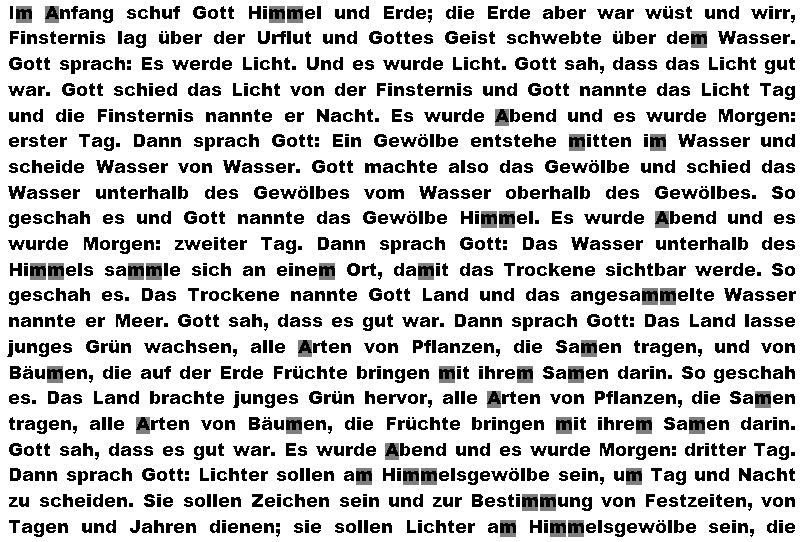 Im Anfang schuf Gott Himmel und Erde; die Erde aber war wüst und wirr,
Finsternis lag über der Urflut und Gottes Geist schwebte über dem Wasser.
Gott sprach: Es werde Licht. Und es wurde Licht. Gott sah, dass das Licht gut
war. Gott schied das Licht von der Finsternis und Gott nannte das Licht Tag
und die Finsternis nannte er Nacht. Es wurde Abend und es wurde Morgen:
erster Tag. Dann sprach Gott: Ein Gewölbe entstehe mitten im Wasser und
scheide Wasser von Wasser. Gott machte also das Gewölbe und schied das
Wasser unterhalb des Gewölbes vom Wasser oberhalb des Gewölbes. So
geschah es und Gott nannte das Gewölbe Himmel. Es wurde Abend und es
wurde Morgen: zweiter Tag. Dann sprach Gott: Das Wasser unterhalb des
Himmels sammle sich an einem Ort, damit das Trockene sichtbar werde. So
geschah es. Das Trockene nannte Gott Land und das angesammelte Wasser
nannte er Meer. Gott sah, dass es gut war. Dann sprach Gott: Das Land lasse
junges Grün wachsen, alle Arten von Pflanzen, die Samen tragen, und von
Bäumen, die auf der Erde Früchte bringen mit ihrem Samen darin. So geschah
es. Das Land brachte junges Grün hervor, alle Arten von Pflanzen, die Samen
tragen, alle Arten von Bäumen, die Früchte bringen mit ihrem Samen darin.
Gott sah, dass es gut war. Es wurde Abend und es wurde Morgen: dritter Tag.
Dann sprach Gott: Lichter sollen am Himmelsgewölbe sein, um Tag und Nacht
zu scheiden. Sie sollen Zeichen sein und zur Bestimmung von Festzeiten, von
Tagen und Jahren dienen; sie sollen Lichter am Himmelsgewölbe sein, die